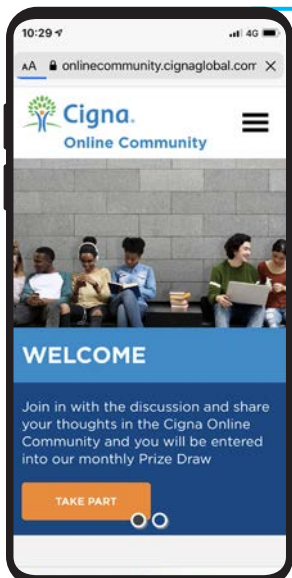 10:29
4G
AA onlinecommunity.cignaglobal.com
Cigna.
Online Community
WELCOME
Join in with the discussion and share
your thoughts in the Cigna Online
Community and you will be entered
into our monthly Prize Draw
TAKE PART